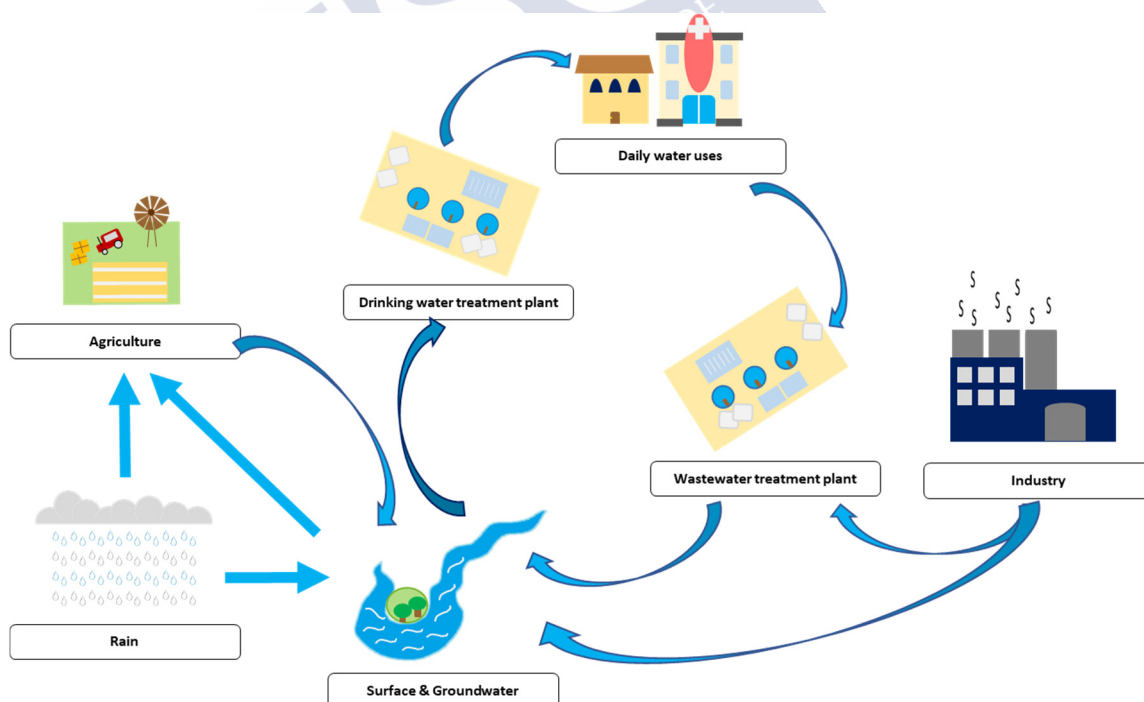 Daily water uses
Drinking water treatment plant
Agriculture
Wastewater treatment plant
Industry
Rain
Surface & Groundwater